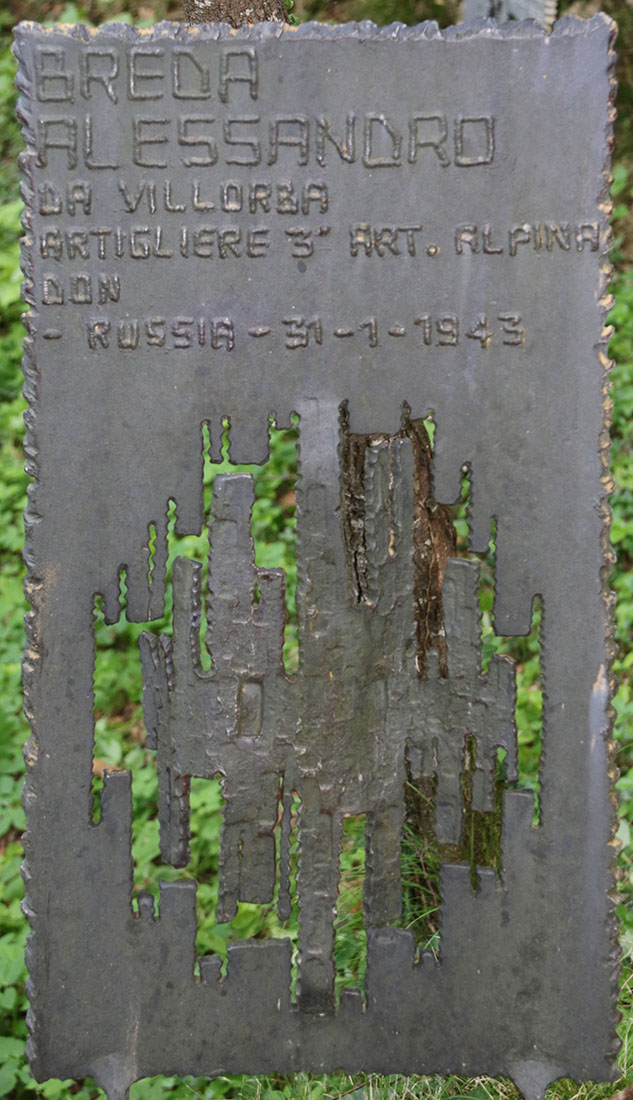 BREDA
ALESSANDRO
DA VILLORBA
ARTIGLIERE 3° ART. ALPINA
DON
- RUSSIA - 31 - 1 - 1943